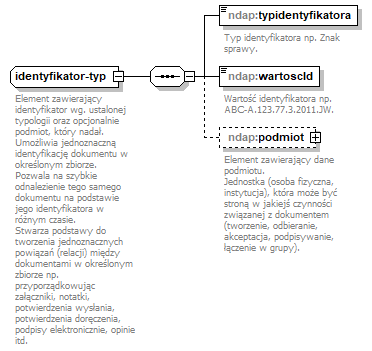 ndap:typidentyfikatora
Typ identyfikatora np. Znak
sprawy.
identyfikator-typ
Element zawierający
identyfikator wg. ustalonej
typologii oraz opcjonalnie
podmiot, który nadał.
Umożliwia jednoznaczną
identyfikację dokumentu w
określonym zbiorze.
Pozwala na szybkie
odnalezienie tego samego
dokumentu na podstawie
jego identyfikatora w
różnym czasie.
Stwarza podstawy do
tworzenia jednoznacznych
powiązań (relacji) między
dokumentami w określonym
zbiorze np.
przyporządkowując
załączniki, notatki,
potwierdzenia wysłania,
potwierdzenia doręczenia,
podpisy elektronicznie, opinie
itd.
ndap:wartoscId
Wartość identyfikatora np.
ABC-A.123.77.3.2011.JW.
ndap:podmiot
Element zawierający dane
podmiotu.
Jednostka (osoba fizyczna,
instytucja), która może być
stroną w jakiejś czynności
związanej z dokumentem
(tworzenie, odbieranie,
akceptacja, podpisywanie,
łączenie w grupy).